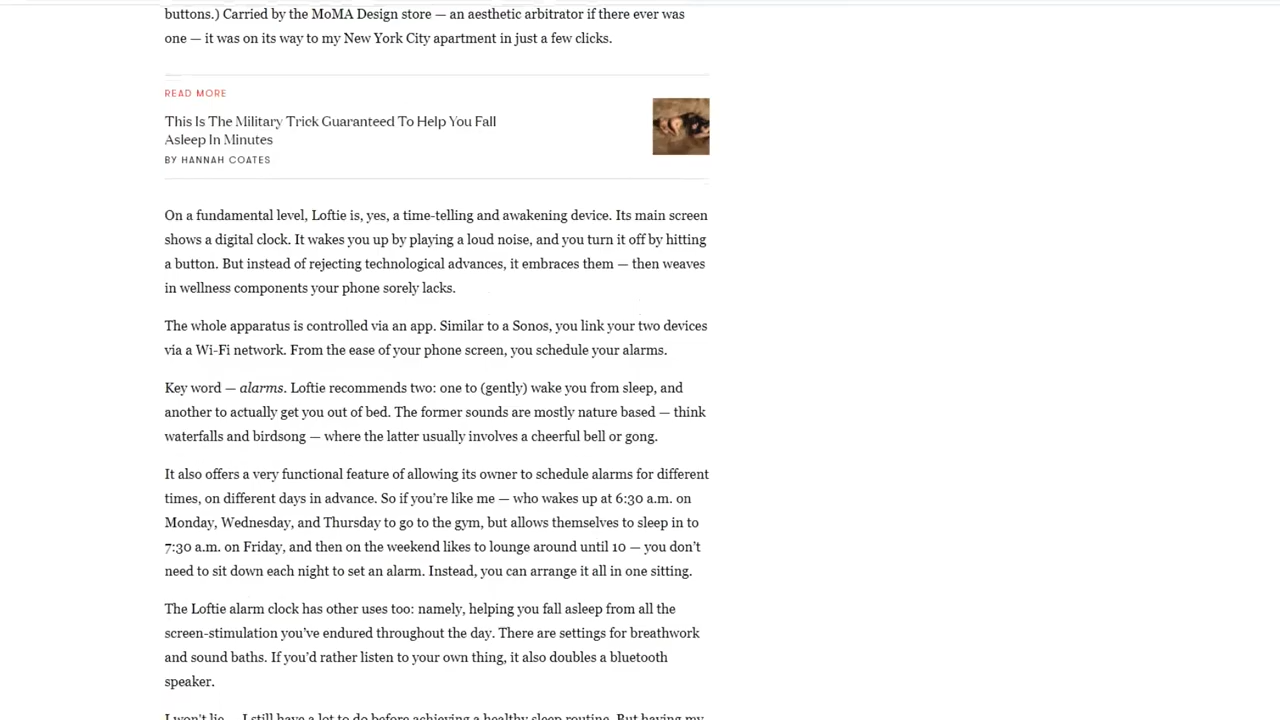 buttons.) Carried by the MoMA Design store — an aesthetic arbitrator if there ever was
one — it was on its way to my New York City apartment in just a few clicks.
READ MORE
This Is The Military Trick Guaranteed To Help You Fall
Asleep In Minutes
BY HANNAH COATES
On a fundamental level, Loftie is, yes, a time-telling and awakening device. Its main screen
shows a digital clock. It wakes you up by playing a loud noise, and you turn it off by hitting
a button. But instead of rejecting technological advances, it embraces them — then weaves
in wellness components your phone sorely lacks.
The whole apparatus is controlled via an app. Similar to a Sonos, you link your two devices
via a Wi-Fi network. From the ease of your phone screen, you schedule your alarms.
Key word — alarms. Loftie recommends two: one to (gently) wake you from sleep, and
another to actually get you out of bed. The former sounds are mostly nature based — think
waterfalls and birdsong — where the latter usually involves a cheerful bell or gong.
It also offers a very functional feature of allowing its owner to schedule alarms for different
times, on different days in advance. So if you’re like me — who wakes up at 6:30 a.m. on
Monday, Wednesday, and Thursday to go to the gym, but allows themselves to sleep in to
7:30 a.m. on Friday, and then on the weekend likes to lounge around until 10 — you don’t
need to sit down each night to set an alarm. Instead, you can arrange it all in one sitting.
The Loftie alarm clock has other uses too: namely, helping you fall asleep from all the
screen-stimulation you’ve endured throughout the day. There are settings for breathwork
and sound baths. If you’d rather listen to your own thing, it also doubles a bluetooth
speaker.
I won't lie — I still have a lot to do before achieving a healthy sleep routine. But having my